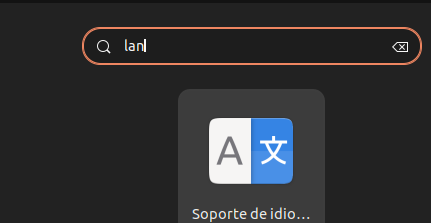 lan
A 文
Soporte de idio...